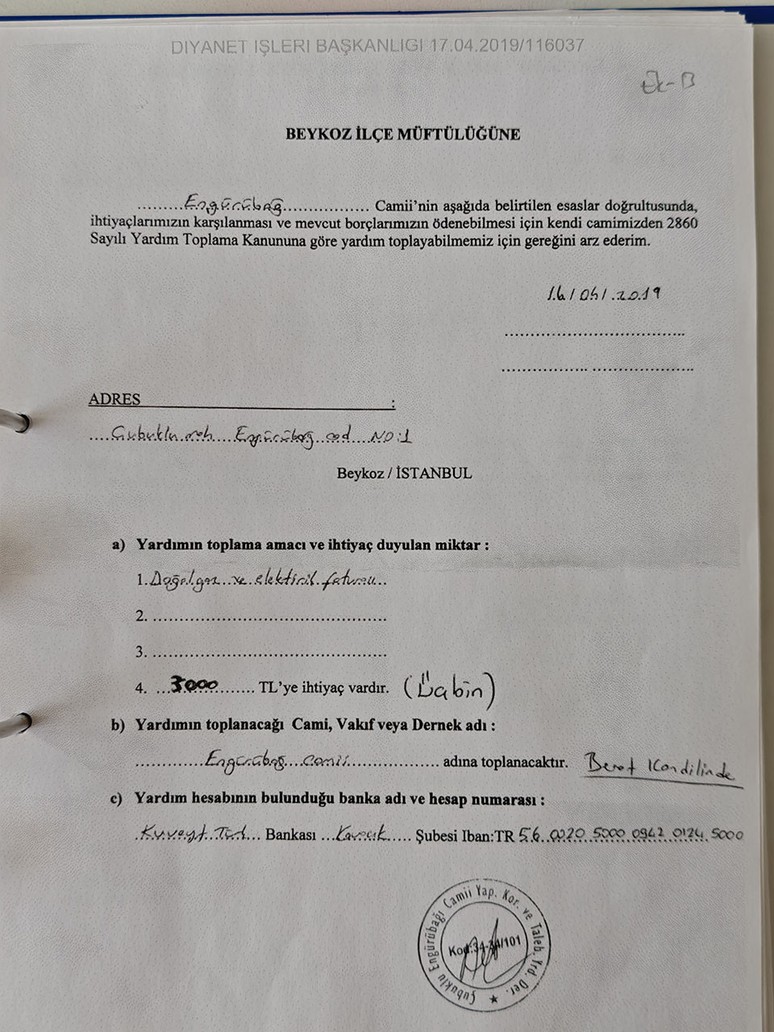 DIYANET IŞLERI BAŞKANLIGI 17.04.2019/116037
Ek-B
BEYKOZ İLÇE MÜFTÜLÜĞÜNE
.........Engürübağ................. Camii'nin aşağıda belirtilen esaslar doğrultusunda,
ihtiyaçlarımızın karşılanması ve mevcut borçlarımızın ödenebilmesi için kendi camimizden 2860
Sayılı Yardım Toplama Kanununa göre yardım toplayabilmemiz için gereğini arz ederim.
16/04/.2019
ADRES :
....Çubuklu mah....Engürübağ..cad...NO:1
Beykoz / İSTANBUL
a) Yardımın toplama amacı ve ihtiyaç duyulan miktar :
1.Doğalgaz..ve..elektirik faturası..
2. ................................................
3. ................................................
4. ...3000......... TL'ye ihtiyaç vardır. (Üçbin)
b) Yardımın toplanacağı Cami, Vakıf veya Dernek adı :
...............Engürübağ...camii................... adına toplanacaktır. Berat Kandilinde
c) Yardım hesabının bulunduğu banka adı ve hesap numarası :
.Kuveyt..Türk... Bankası ...Kavacık..... Şubesi Iban:TR 56 0020 5000 0942 0124 5000
Çubuklu Engürübağı Camii Yap. Kor. ve Taleb. Yrd. Der.
Kod:34-34/101